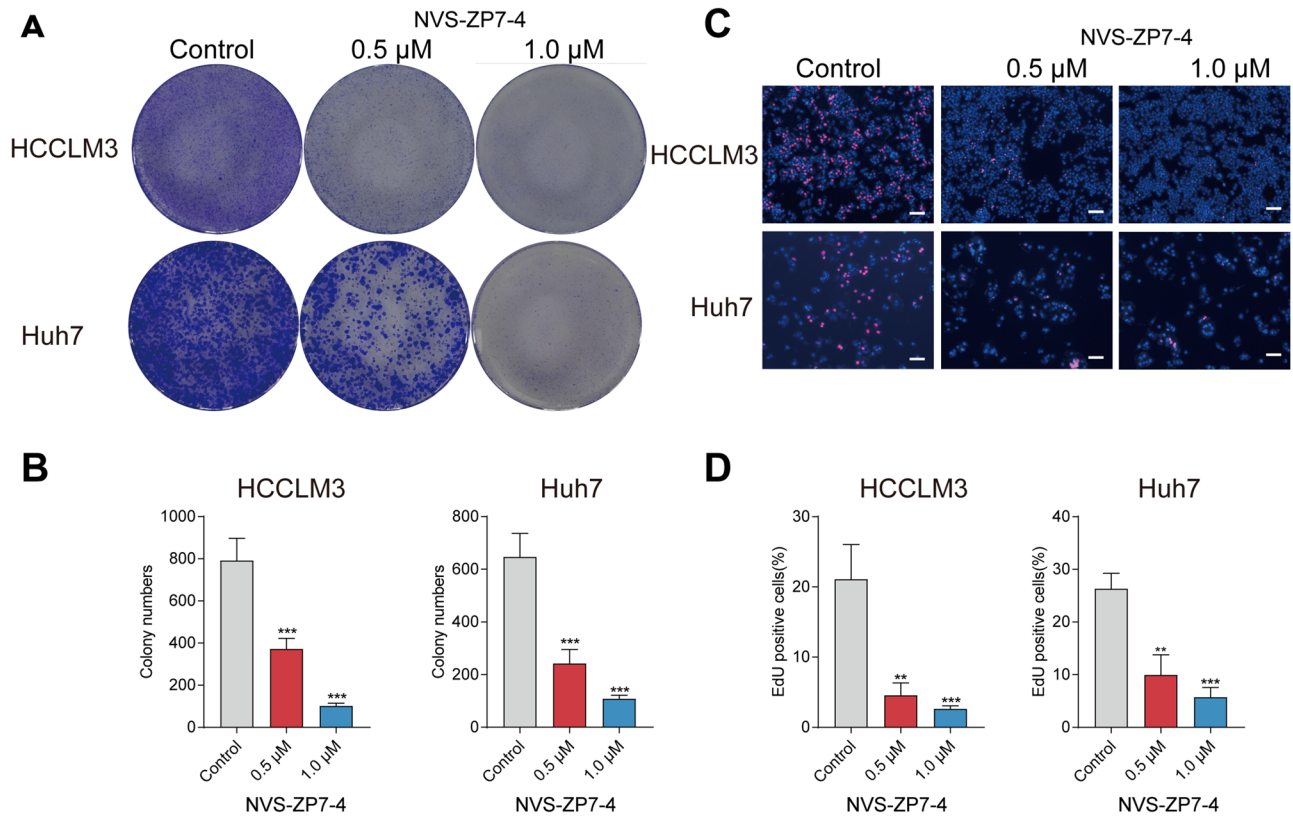 A
NVS-ZP7-4
Control 0.5 μM 1.0 μM
HCCLM3
Huh7
C
NVS-ZP7-4
Control 0.5 μM 1.0 μM
HCCLM3
Huh7
B
HCCLM3
Colony numbers
1000
800
600
400
200
0
***
***
Control 0.5 μM 1.0 μM
NVS-ZP7-4
Huh7
Colony numbers
800
600
400
200
0
***
***
Control 0.5 μM 1.0 μM
NVS-ZP7-4
D
HCCLM3
EdU positive cells(%)
30
20
10
0
**
***
Control 0.5 μM 1.0 μM
NVS-ZP7-4
Huh7
EdU positive cells(%)
40
30
20
10
0
**
***
Control 0.5 μM 1.0 μM
NVS-ZP7-4